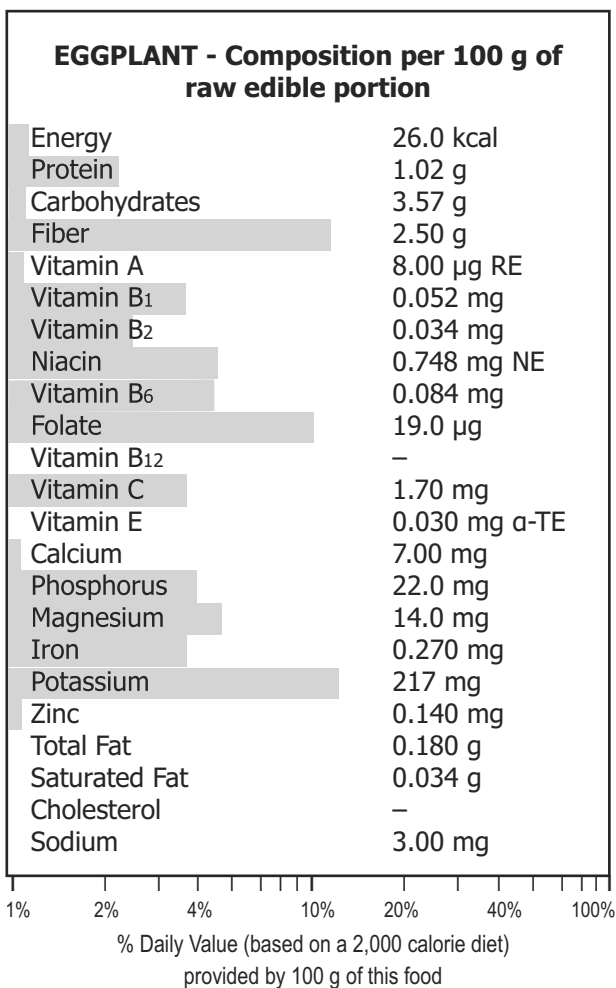 EGGPLANT - Composition per 100 g of
raw edible portion
Energy 26.0 kcal
Protein 1.02 g
Carbohydrates 3.57 g
Fiber 2.50 g
Vitamin A 8.00 µg RE
Vitamin B1 0.052 mg
Vitamin B2 0.034 mg
Niacin 0.748 mg NE
Vitamin B6 0.084 mg
Folate 19.0 µg
Vitamin B12 –
Vitamin C 1.70 mg
Vitamin E 0.030 mg α-TE
Calcium 7.00 mg
Phosphorus 22.0 mg
Magnesium 14.0 mg
Iron 0.270 mg
Potassium 217 mg
Zinc 0.140 mg
Total Fat 0.180 g
Saturated Fat 0.034 g
Cholesterol –
Sodium 3.00 mg
1% 2% 4% 10% 20% 40% 100%
% Daily Value (based on a 2,000 calorie diet)
provided by 100 g of this food